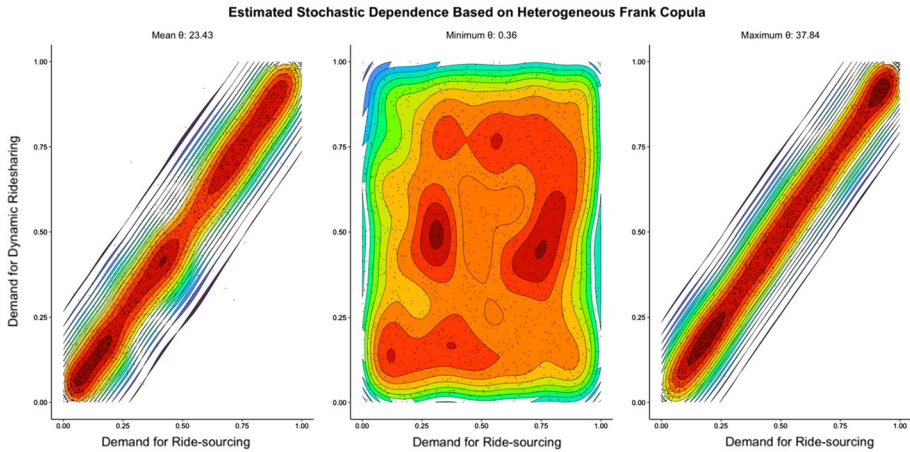 Estimated Stochastic Dependence Based on Heterogeneous Frank Copula
Mean θ: 23.43
Minimum θ: 0.36
Maximum θ: 37.84
Demand for Dynamic Ridesharing
1.00
0.75
0.50
0.25
0.00
0.00 0.25 0.50 0.75 1.00
Demand for Ride-sourcing
1.00
0.75
0.50
0.25
0.00
0.00 0.25 0.50 0.75 1.00
Demand for Ride-sourcing
1.00
0.75
0.50
0.25
0.00
0.00 0.25 0.50 0.75 1.00
Demand for Ride-sourcing